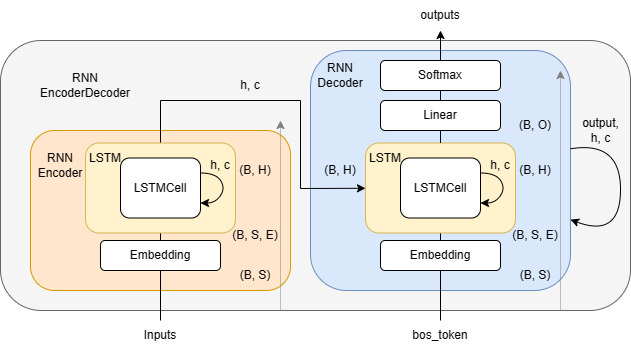 outputs
RNN
EncoderDecoder
h, c
RNN
Decoder
Softmax
Linear
(B, O)
output,
h, c
RNN
Encoder
LSTM
h, c
LSTMCell
(B, H)
(B, H)
LSTM
h, c
LSTMCell
(B, H)
(B, S, E)
Embedding
(B, S)
(B, S, E)
Embedding
(B, S)
Inputs
bos_token